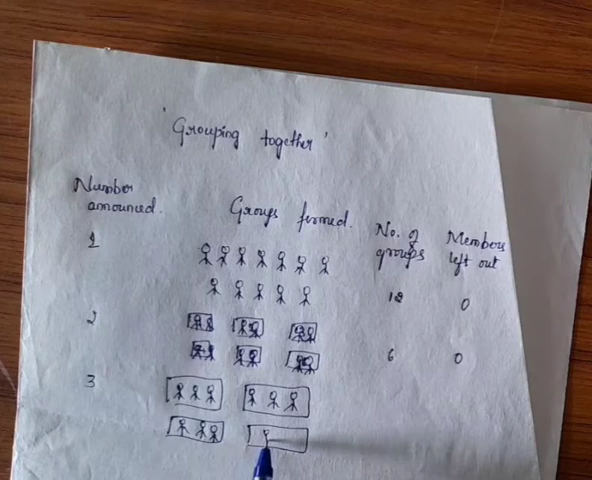 'Grouping together'
Number announced.
Groups formed.
No. of groups
Members left out
1
12
0
2
6
0
3